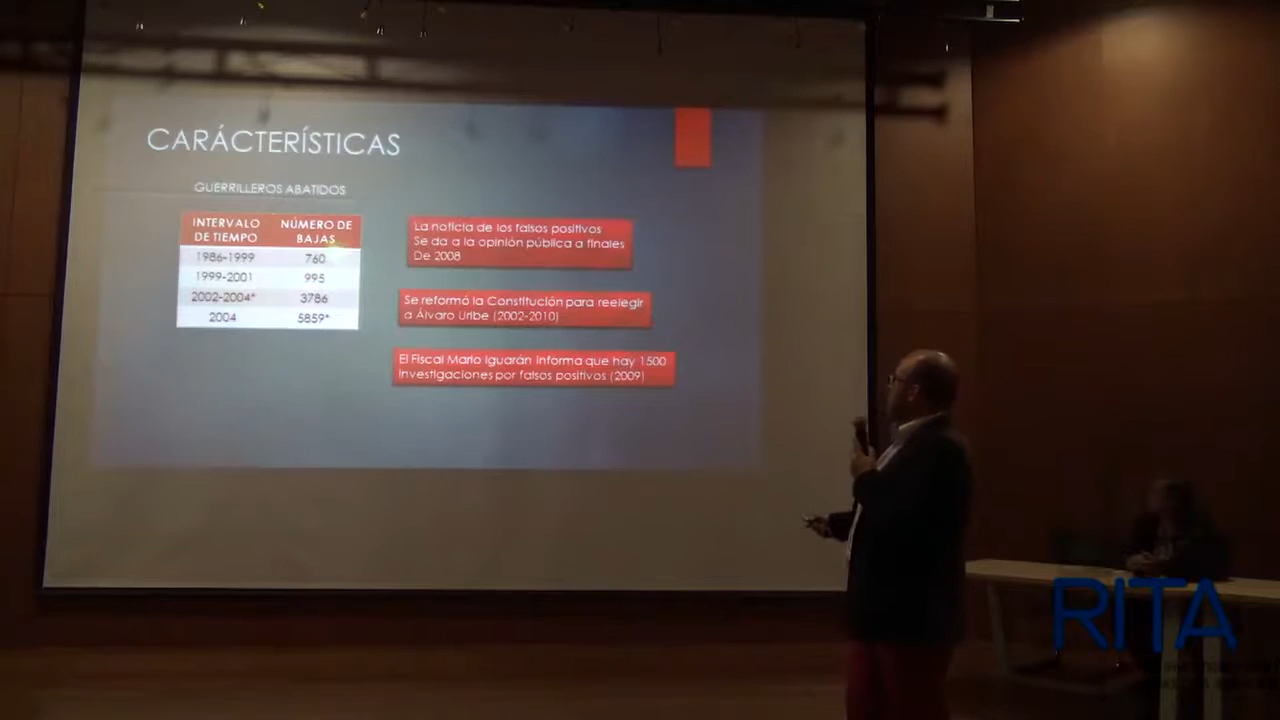 CARÁCTERÍSTICAS
GUERRILLEROS ABATIDOS
INTERVALO DE TIEMPO NÚMERO DE BAJAS
1986-1999 760
1999-2001 995
2002-2004* 3786
2004 5859*
La noticia de los falsos positivos
Se da a la opinión pública a finales
De 2008
Se reformó la Constitución para reelegir
a Álvaro Uribe (2002-2010)
El Fiscal Mario Iguarán informa que hay 1500
investigaciones por falsos positivos (2009)
RITA